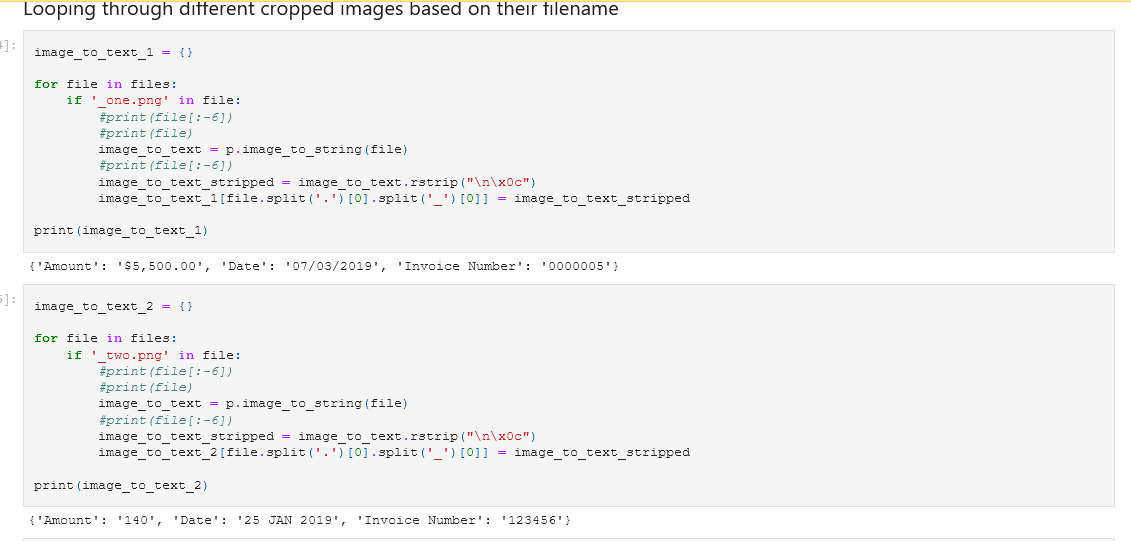 Looping through different cropped images based on their filename
]:
image_to_text_1 = {}
for file in files:
    if '_one.png' in file:
        #print(file[:-6])
        #print(file)
        image_to_text = p.image_to_string(file)
        #print(file[:-6])
        image_to_text_stripped = image_to_text.rstrip("\n\x0c")
        image_to_text_1[file.split('.')[0].split('_')[0]] = image_to_text_stripped
print(image_to_text_1)
{'Amount': '$5,500.00', 'Date': '07/03/2019', 'Invoice Number': '0000005'}
]:
image_to_text_2 = {}
for file in files:
    if '_two.png' in file:
        #print(file[:-6])
        #print(file)
        image_to_text = p.image_to_string(file)
        #print(file[:-6])
        image_to_text_stripped = image_to_text.rstrip("\n\x0c")
        image_to_text_2[file.split('.')[0].split('_')[0]] = image_to_text_stripped
print(image_to_text_2)
{'Amount': '140', 'Date': '25 JAN 2019', 'Invoice Number': '123456'}